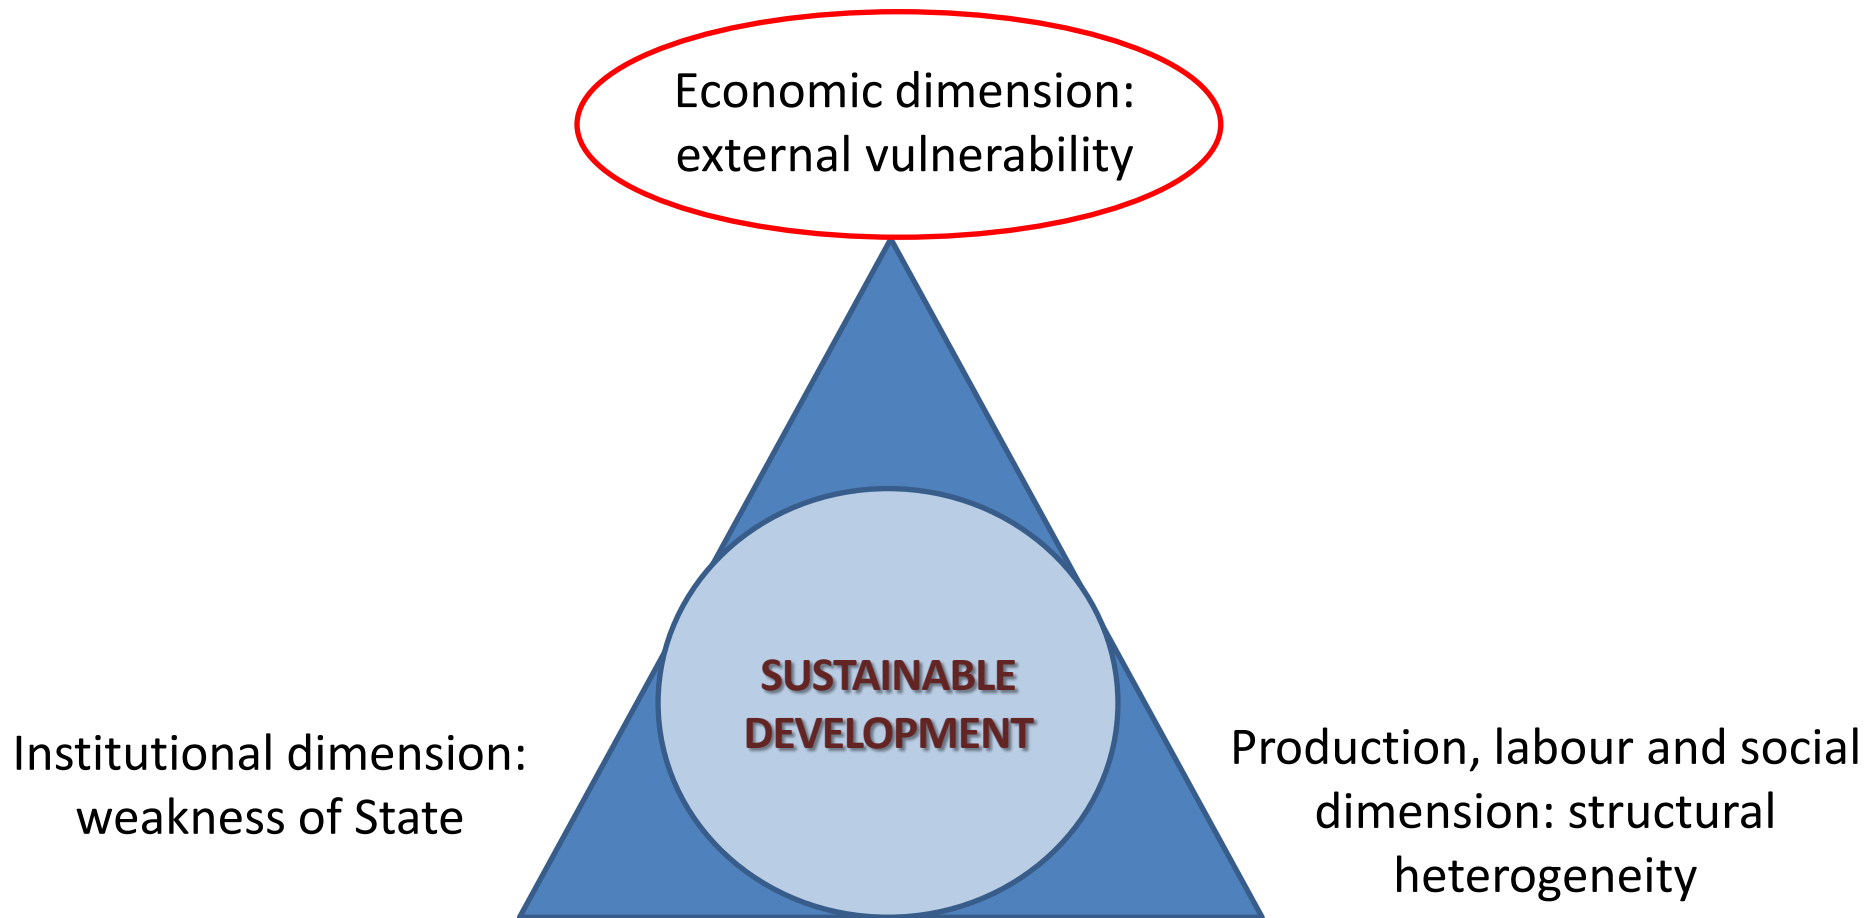 Economic dimension:
external vulnerability
SUSTAINABLE
DEVELOPMENT
Institutional dimension:
weakness of State
Production, labour and social
dimension: structural
heterogeneity